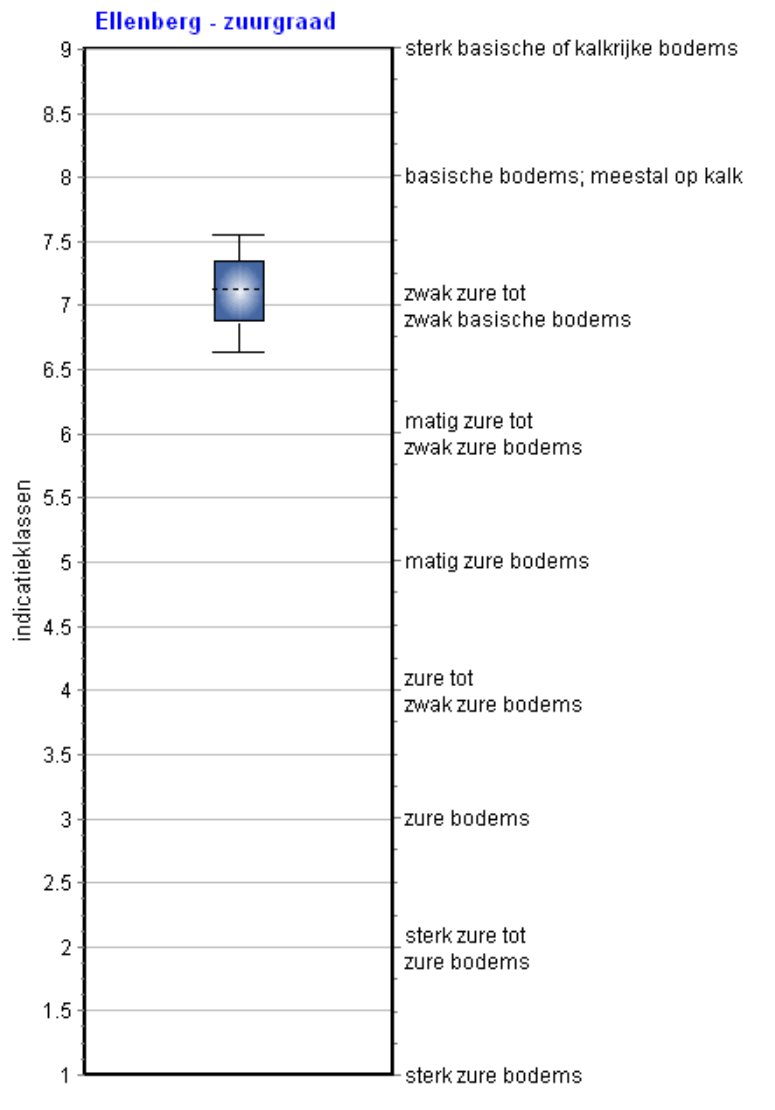 Ellenberg - zuurgraad
9
sterk basische of kalkrijke bodems
8.5
8
basische bodems; meestal op kalk
7.5
7
zwak zure tot
zwak basische bodems
6.5
6
matig zure tot
zwak zure bodems
5.5
5
matig zure bodems
4.5
4
zure tot
zwak zure bodems
3.5
3
zure bodems
2.5
2
sterk zure tot
zure bodems
1.5
1
sterk zure bodems
indicatieklassen